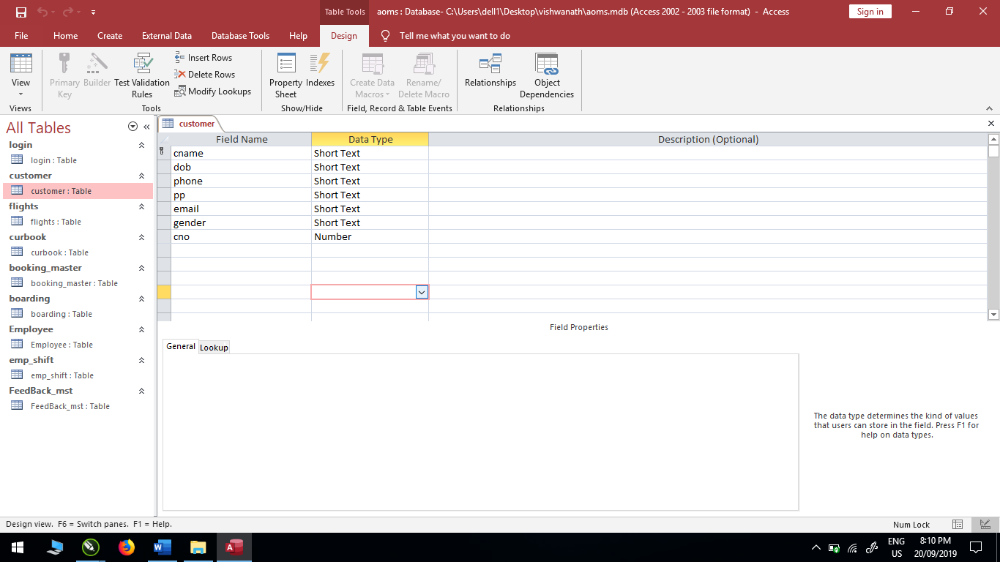 Table Tools
aoms : Database- C:\Users\dell1\Desktop\vishwanath\aoms.mdb (Access 2002 - 2003 file format) - Access
Sign in
File Home Create External Data Database Tools Help Design Tell me what you want to do
View
Views
Primary Key
Builder
Test Validation Rules
Insert Rows
Delete Rows
Modify Lookups
Tools
Property Sheet
Indexes
Show/Hide
Create Data Macros
Rename/ Delete Macro
Field, Record & Table Events
Relationships
Object Dependencies
Relationships
All Tables
login
login : Table
customer
customer : Table
flights
flights : Table
curbook
curbook : Table
booking_master
booking_master : Table
boarding
boarding : Table
Employee
Employee : Table
emp_shift
emp_shift : Table
FeedBack_mst
FeedBack_mst : Table
customer
Field Name Data Type Description (Optional)
cname Short Text
dob Short Text
phone Short Text
pp Short Text
email Short Text
gender Short Text
cno Number
Field Properties
General Lookup
The data type determines the kind of values
that users can store in the field. Press F1 for
help on data types.
Design view. F6 = Switch panes. F1 = Help.
Num Lock
ENG
US
8:10 PM
20/09/2019